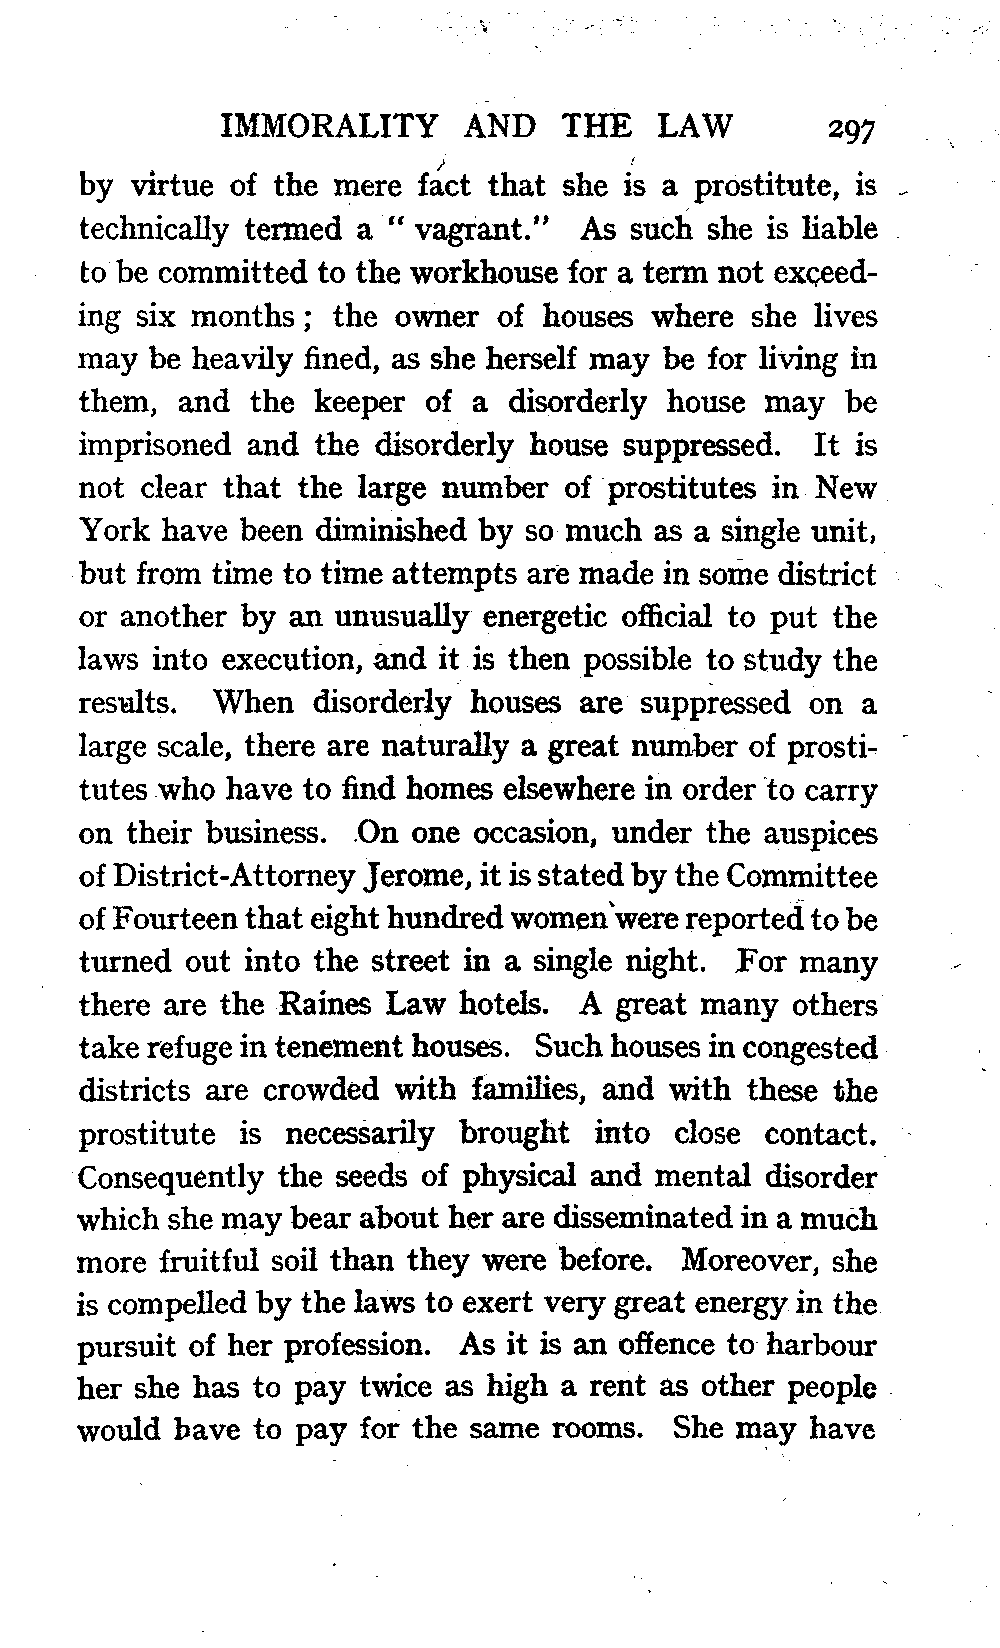 IMMORALITY AND THE LAW 297
by virtue of the mere fact that she is a prostitute, is
technically termed a " vagrant." As such she is liable
to be committed to the workhouse for a term not exceed-
ing six months ; the owner of houses where she lives
may be heavily fined, as she herself may be for living in
them, and the keeper of a disorderly house may be
imprisoned and the disorderly house suppressed. It is
not clear that the large number of prostitutes in New
York have been diminished by so much as a single unit,
but from time to time attempts are made in some district
or another by an unusually energetic official to put the
laws into execution, and it is then possible to study the
results. When disorderly houses are suppressed on a
large scale, there are naturally a great number of prosti-
tutes who have to find homes elsewhere in order to carry
on their business. On one occasion, under the auspices
of District-Attorney Jerome, it is stated by the Committee
of Fourteen that eight hundred women were reported to be
turned out into the street in a single night. For many
there are the Raines Law hotels. A great many others
take refuge in tenement houses. Such houses in congested
districts are crowded with families, and with these the
prostitute is necessarily brought into close contact.
Consequently the seeds of physical and mental disorder
which she may bear about her are disseminated in a much
more fruitful soil than they were before. Moreover, she
is compelled by the laws to exert very great energy in the
pursuit of her profession. As it is an offence to harbour
her she has to pay twice as high a rent as other people
would have to pay for the same rooms. She may have